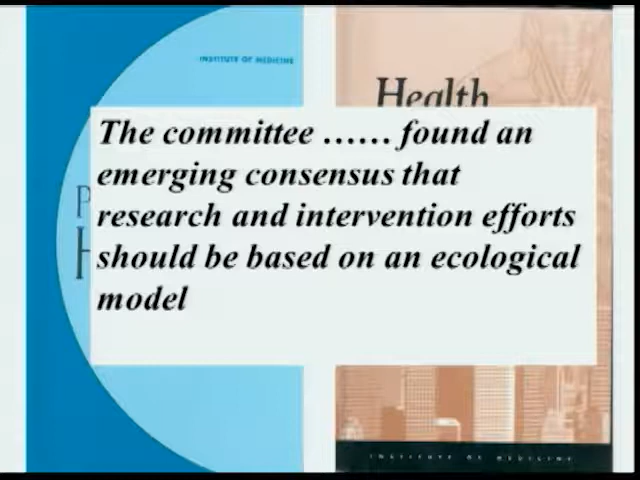 INSTITUTE OF MEDICINE
Health
P
H
The committee ...... found an
emerging consensus that
research and intervention efforts
should be based on an ecological
model
INSTITUTE OF MEDICINE